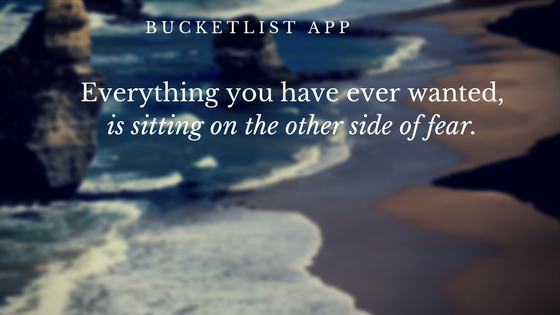 BUCKETLIST APP
Everything you have ever wanted,
is sitting on the other side of fear.